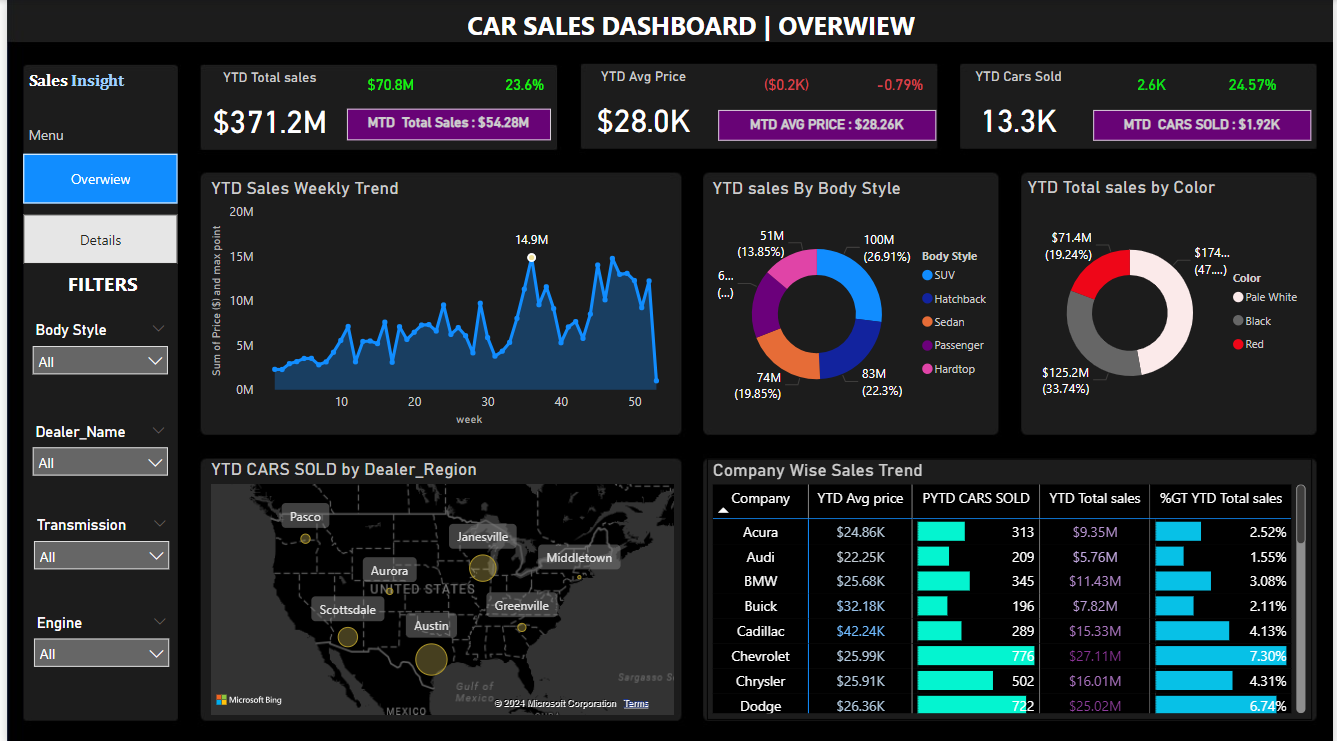 CAR SALES DASHBOARD | OVERWIEW
Sales Insight
Menu
Overwiew
Details
FILTERS
Body Style
All
Dealer_Name
All
Transmission
All
Engine
All
YTD Total sales
$70.8M
23.6%
$371.2M
MTD Total Sales : $54.28M
YTD Avg Price
($0.2K)
-0.79%
$28.0K
MTD AVG PRICE : $28.26K
YTD Cars Sold
2.6K
24.57%
13.3K
MTD CARS SOLD : $1.92K
YTD Sales Weekly Trend
Sum of Price ($) and max point
20M
15M
10M
5M
0M
14.9M
10 20 30 40 50
week
YTD sales By Body Style
51M
(13.85%)
100M
(26.91%)
6...
(...)
74M
(19.85%)
83M
(22.3%)
Body Style
SUV
Hatchback
Sedan
Passenger
Hardtop
YTD Total sales by Color
$71.4M
(19.24%)
$174...
(47....)
$125.2M
(33.74%)
Color
Pale White
Black
Red
YTD CARS SOLD by Dealer_Region
Pasco
Janesville
Middletown
Aurora
UNITED STATES
Scottsdale
Greenville
Austin
Sargasso S
Gulf of
Mexico
MEXICO
Microsoft Bing
© 2024 Microsoft Corporation Terms
Company Wise Sales Trend
Company YTD Avg price PYTD CARS SOLD YTD Total sales %GT YTD Total sales
Acura $24.86K 313 $9.35M 2.52%
Audi $22.25K 209 $5.76M 1.55%
BMW $25.68K 345 $11.43M 3.08%
Buick $32.18K 196 $7.82M 2.11%
Cadillac $42.24K 289 $15.33M 4.13%
Chevrolet $25.99K 776 $27.11M 7.30%
Chrysler $25.91K 502 $16.01M 4.31%
Dodge $26.36K 722 $25.02M 6.74%